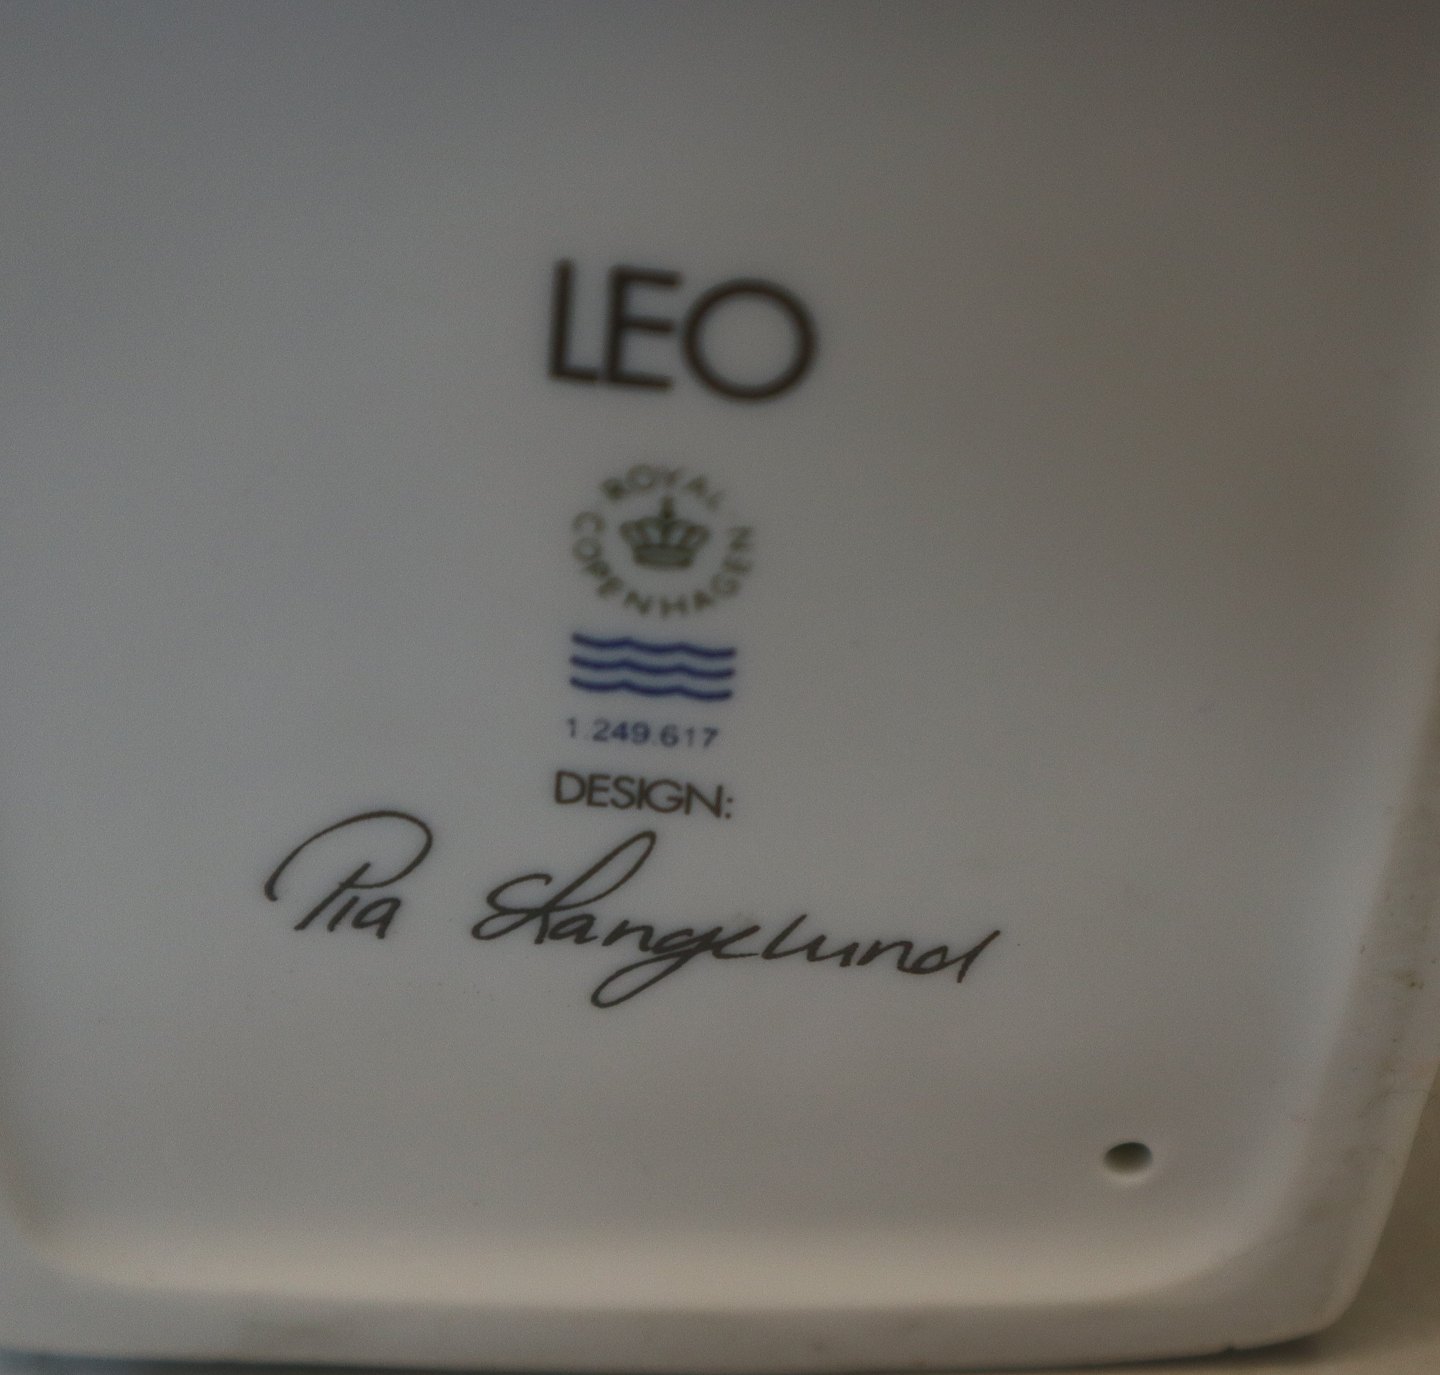 LEO
ROYAL
COPENHAGEN
1.249.617
DESIGN:
Pia Langelund